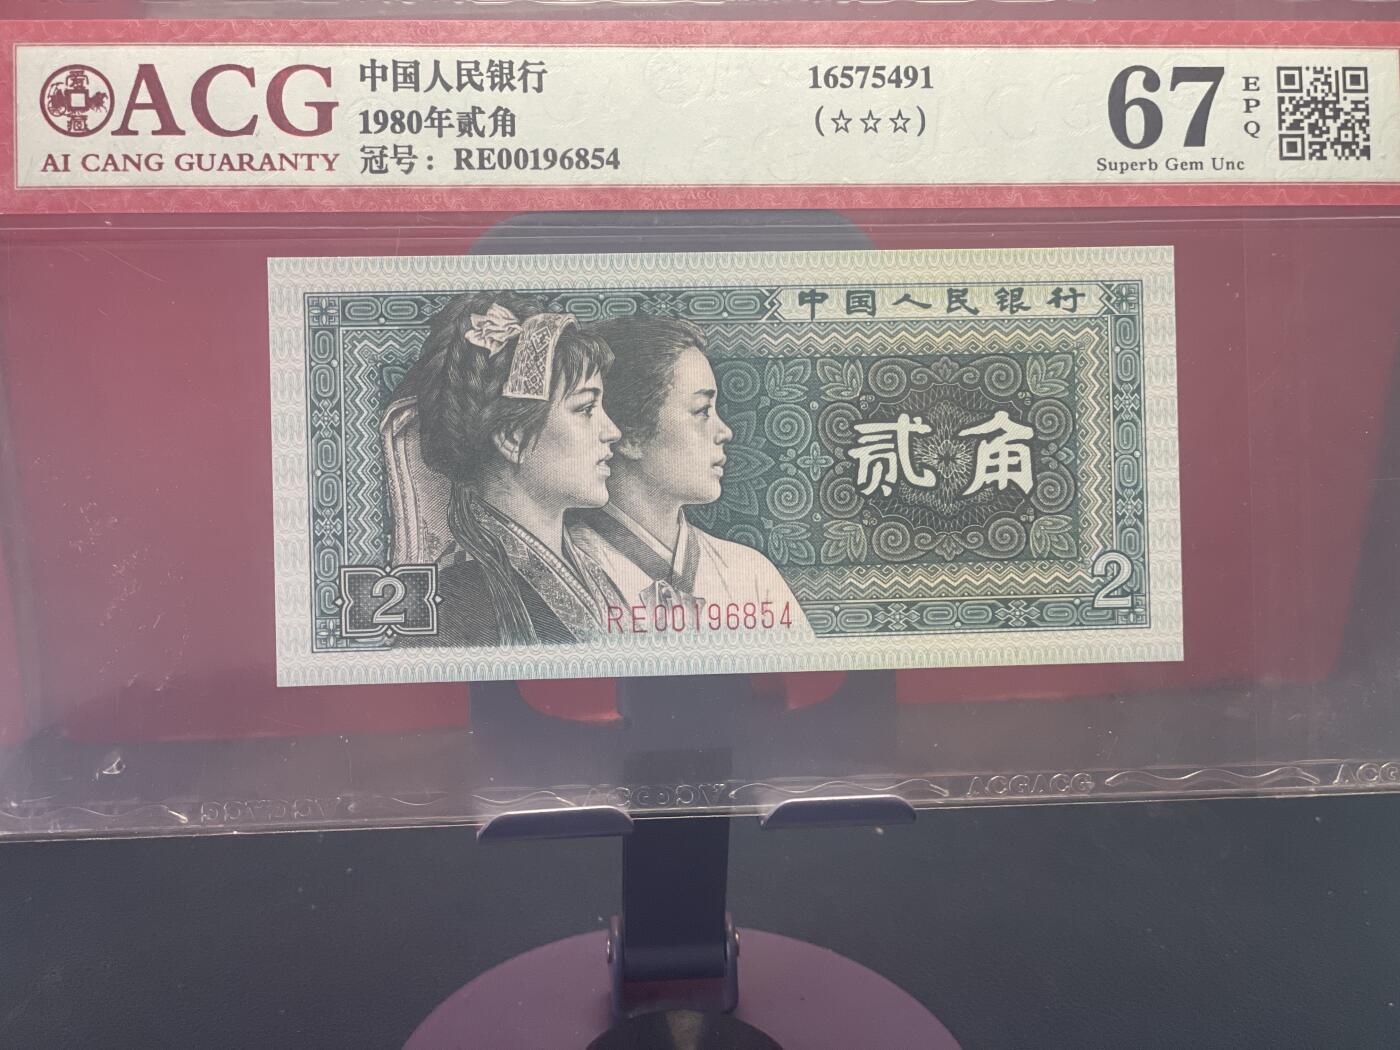 ACG
AI CANG GUARANTY
中国人民银行
1980年贰角
冠号：RE00196854
16575491
(☆☆☆)
67
EPQ
Superb Gem Unc
中国人民银行
贰角
2
2
RE00196854
ACGACG
ACG